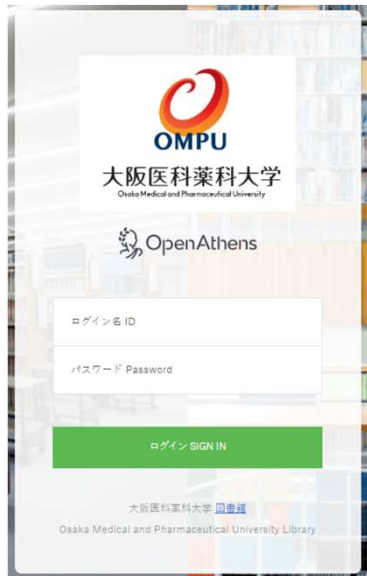 OMPU
大阪医科薬科大学
Osaka Medical and Pharmaceutical University
OpenAthens
ログイン名 ID
パスワード Password
ログイン SIGN IN
大阪医科薬科大学 図書館
Osaka Medical and Pharmaceutical University Library